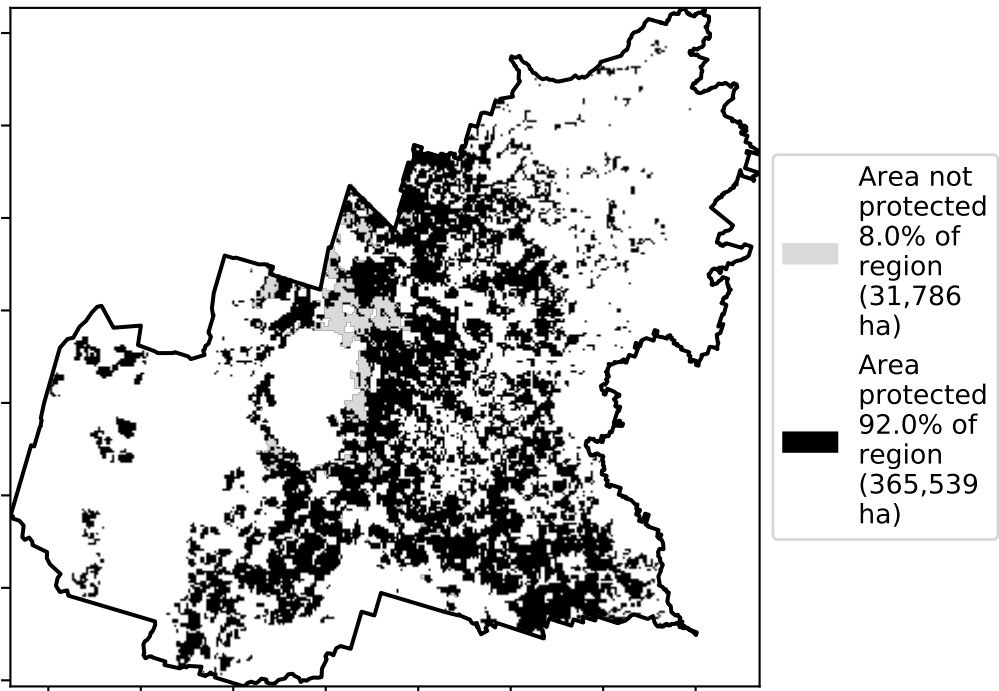 Area not
protected
8.0% of
region
(31,786
ha)
Area
protected
92.0% of
region
(365,539
ha)